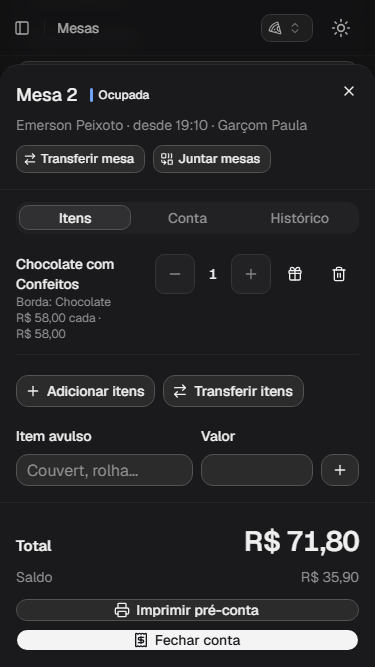 Mesas
Mesa 2
Ocupada
Emerson Peixoto · desde 19:10 · Garçom Paula
Transferir mesa
Juntar mesas
Itens
Conta
Histórico
Chocolate com
Confeitos
Borda: Chocolate
R$ 58,00 cada ·
R$ 58,00
1
Adicionar itens
Transferir itens
Item avulso
Valor
Couvert, rolha...
Total
R$ 71,80
Saldo
R$ 35,90
Imprimir pré-conta
Fechar conta